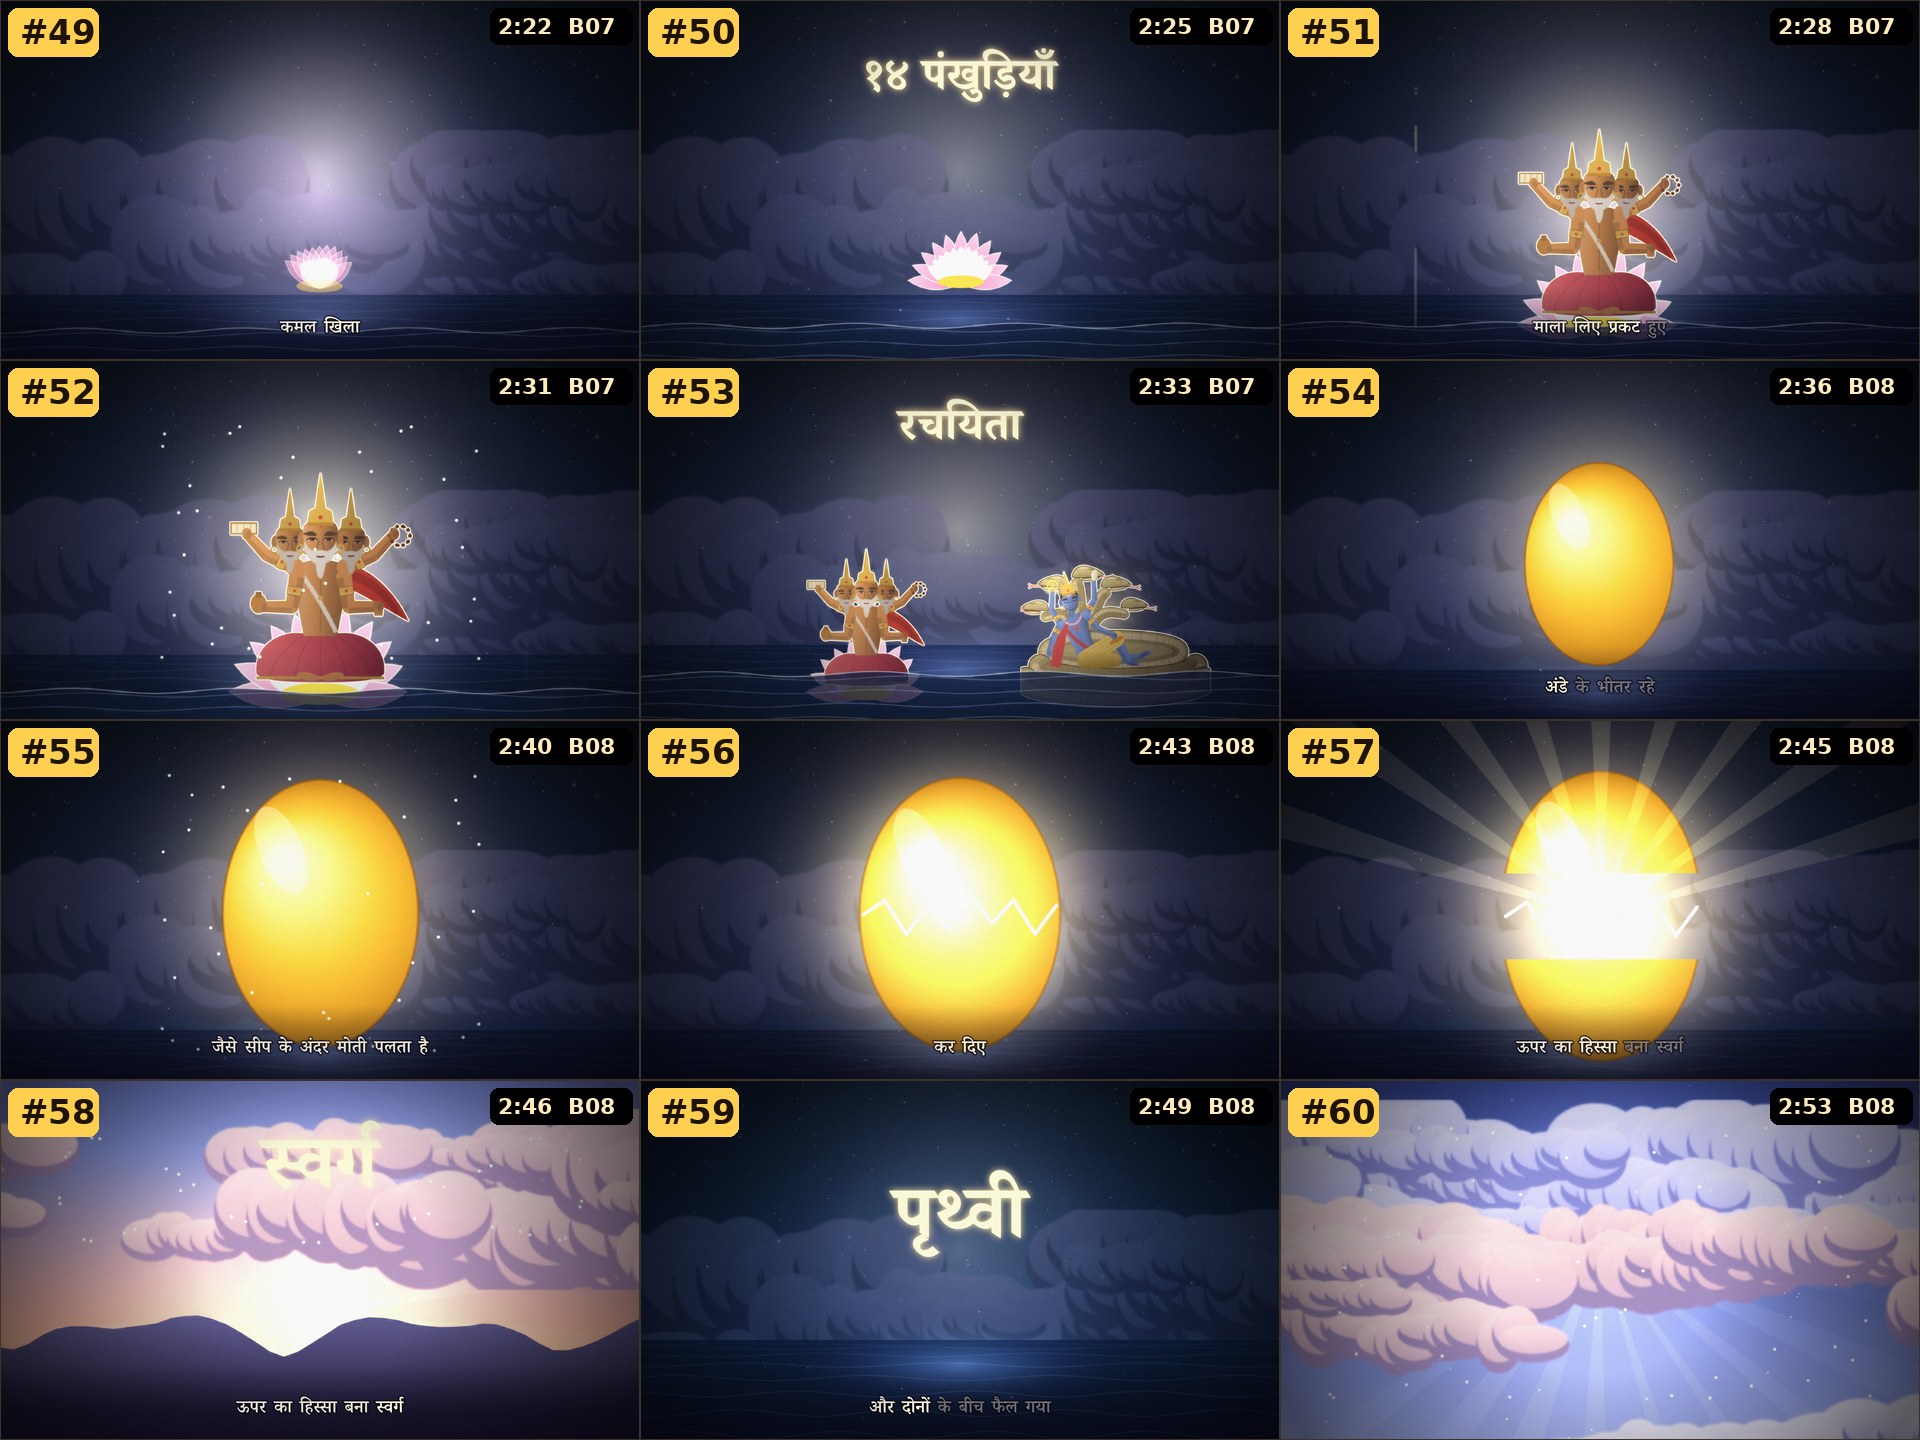 #49
2:22 B07
कमल खिला
#50
2:25 B07
१४ पंखुड़ियाँ
#51
2:28 B07
माला लिए प्रकट हुए
#52
2:31 B07
#53
2:33 B07
रचयिता
#54
2:36 B08
अंडे के भीतर रहे
#55
2:40 B08
जैसे सीप के अंदर मोती पलता है
#56
2:43 B08
कर दिए
#57
2:45 B08
ऊपर का हिस्सा बना स्वर्ग
#58
2:46 B08
स्वर्ग
ऊपर का हिस्सा बना स्वर्ग
#59
2:49 B08
पृथ्वी
और दोनों के बीच फैल गया
#60
2:53 B08